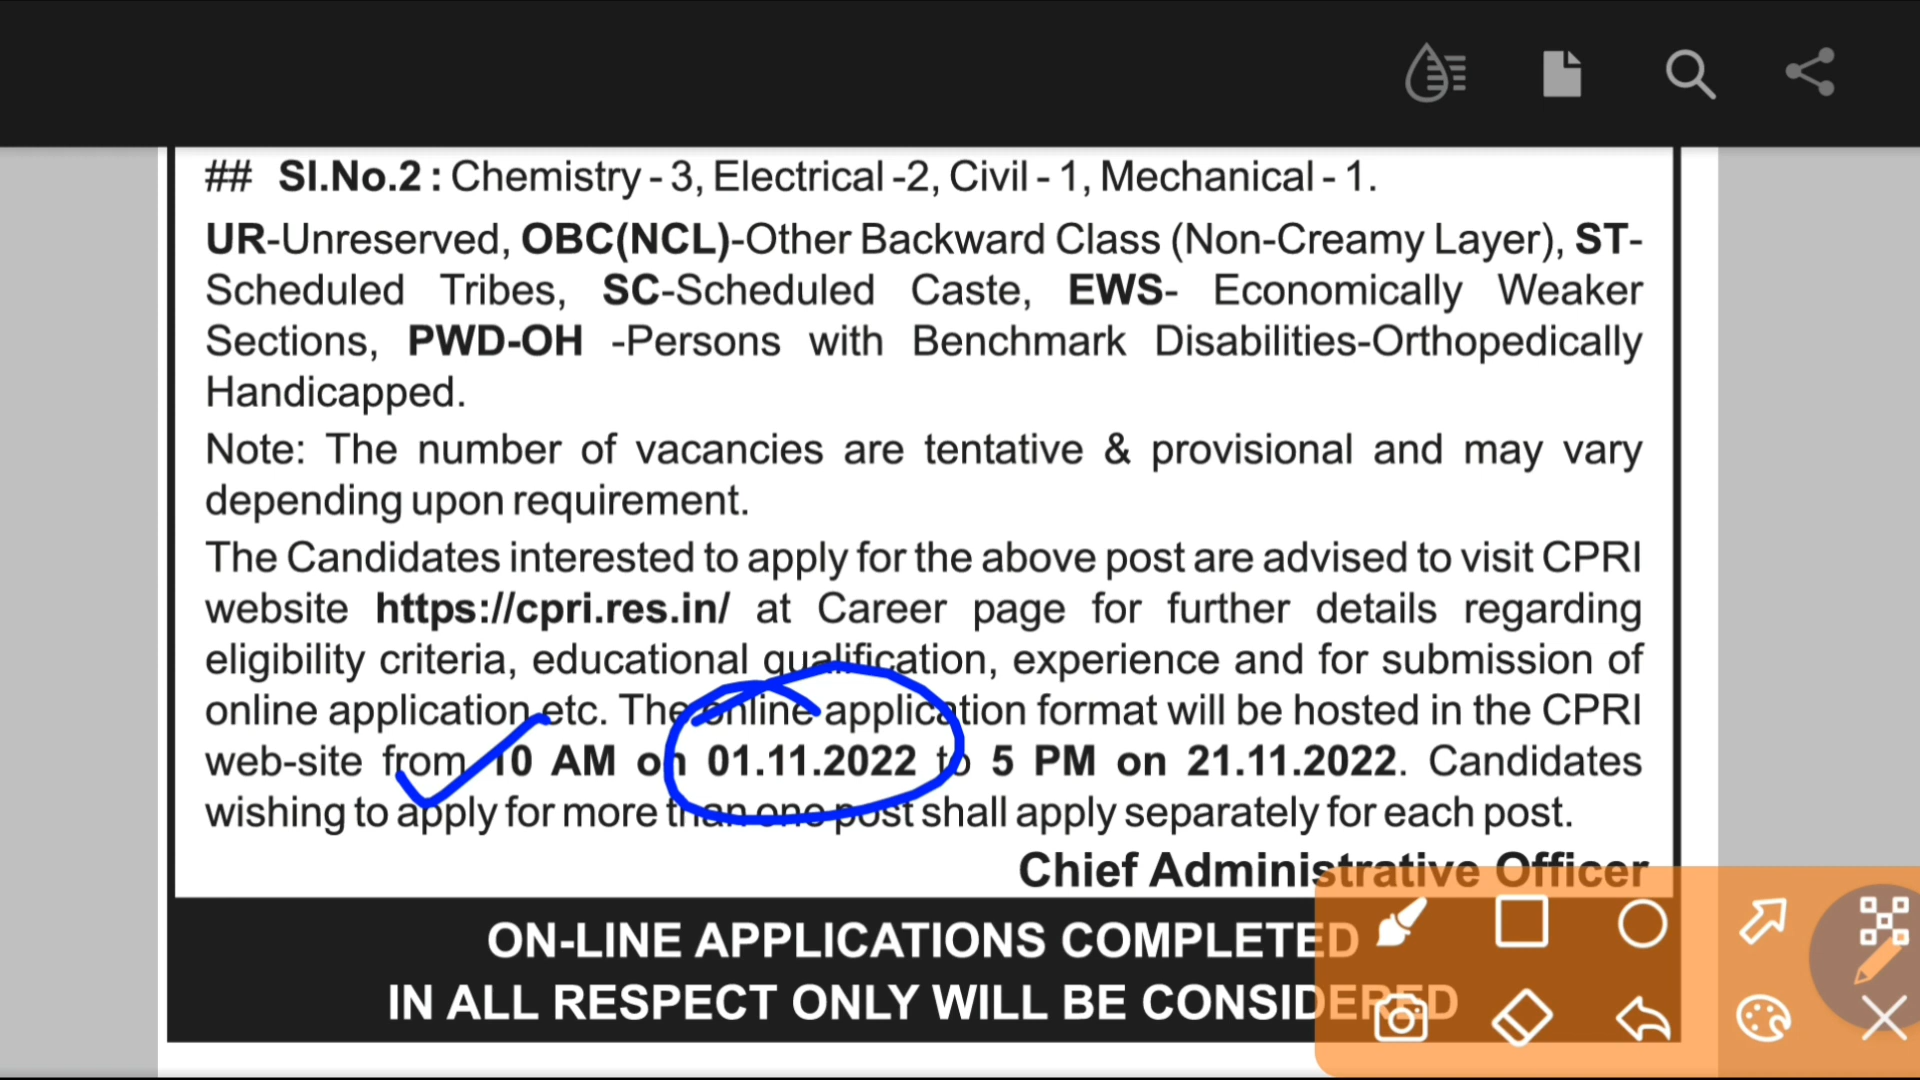 ## SI.No.2 : Chemistry - 3, Electrical -2, Civil - 1, Mechanical - 1.
UR-Unreserved, OBC(NCL)-Other Backward Class (Non-Creamy Layer), ST-
Scheduled Tribes, SC-Scheduled Caste, EWS- Economically Weaker
Sections, PWD-OH -Persons with Benchmark Disabilities-Orthopedically
Handicapped.
Note: The number of vacancies are tentative & provisional and may vary
depending upon requirement.
The Candidates interested to apply for the above post are advised to visit CPRI
website https://cpri.res.in/ at Career page for further details regarding
eligibility criteria, educational qualification, experience and for submission of
online application etc. The online application format will be hosted in the CPRI
web-site from 10 AM on 01.11.2022 to 5 PM on 21.11.2022. Candidates
wishing to apply for more than one post shall apply separately for each post.
Chief Administrative Officer
ON-LINE APPLICATIONS COMPLETED
IN ALL RESPECT ONLY WILL BE CONSIDERED